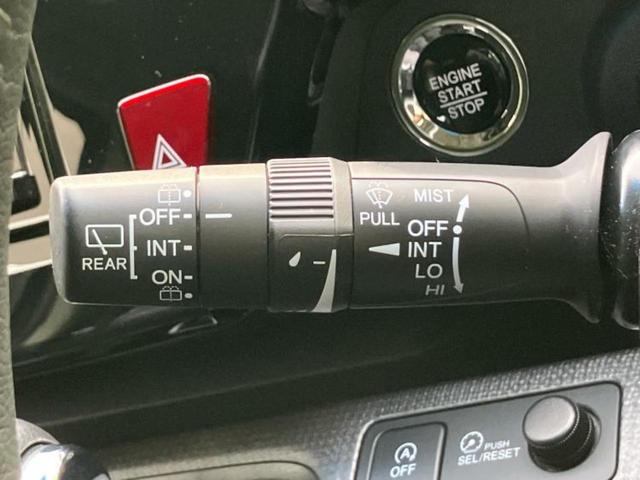 ENGINE
START
STOP
OFF
INT
REAR
ON
MIST
PULL
OFF
INT
LO
HI
A
OFF
PUSH
SEL/RESET